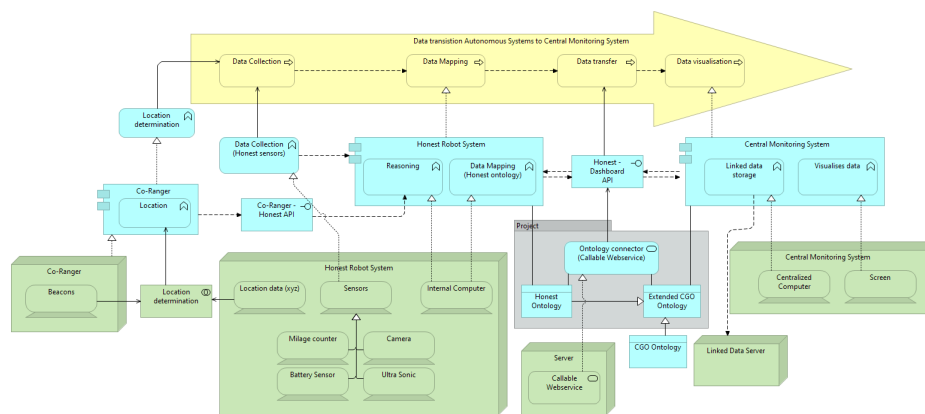 Data transistion Autonomous Systems to Central Monitoring System
Data Collection
Data Mapping
Data transfer
Data visualisation
Location
determination
Data Collection
(Honest sensors)
Honest Robot System
Reasoning
Data Mapping
(Honest ontology)
Honest -
Dashboard
API
Central Monitoring System
Linked data
storage
Visualises data
Co-Ranger
Location
Co-Ranger -
Honest API
Project
Ontology connector
(Callable Webservice)
Honest
Ontology
Extended CGO
Ontology
CGO Ontology
Co-Ranger
Beacons
Location
determination
Honest Robot System
Location data (xyz)
Sensors
Internal Computer
Milage counter
Camera
Battery Sensor
Ultra Sonic
Server
Callable
Webservice
Central Monitoring System
Centralized
Computer
Screen
Linked Data Server